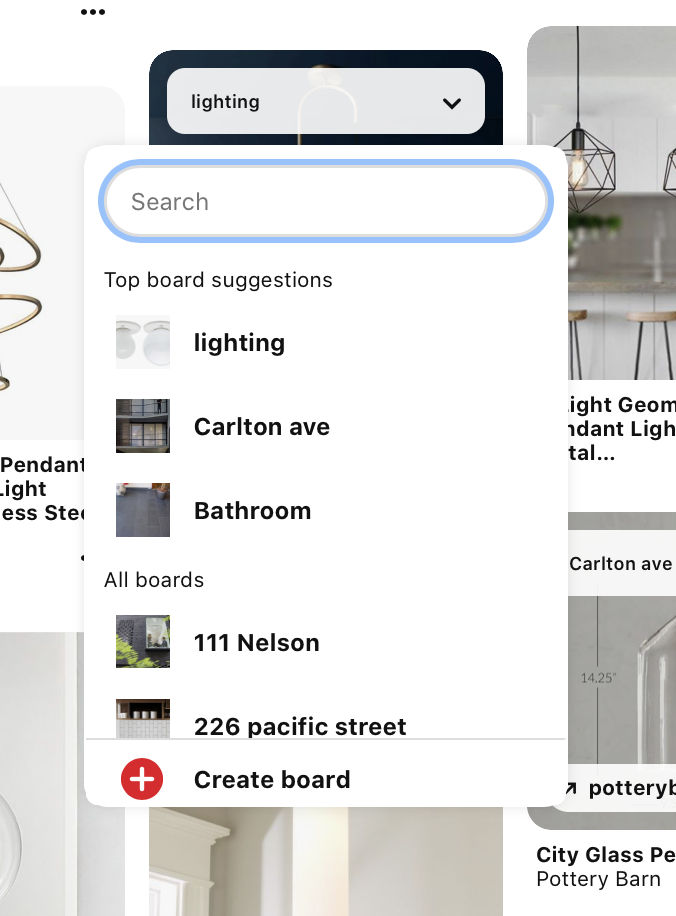 lighting
Search
Top board suggestions
lighting
Carlton ave
Bathroom
All boards
111 Nelson
226 pacific street
Create board
Pendant
Light
ess Stee
Light Geom
ndant Ligh
tal...
Carlton ave
14.25"
potteryb
City Glass Pe
Pottery Barn